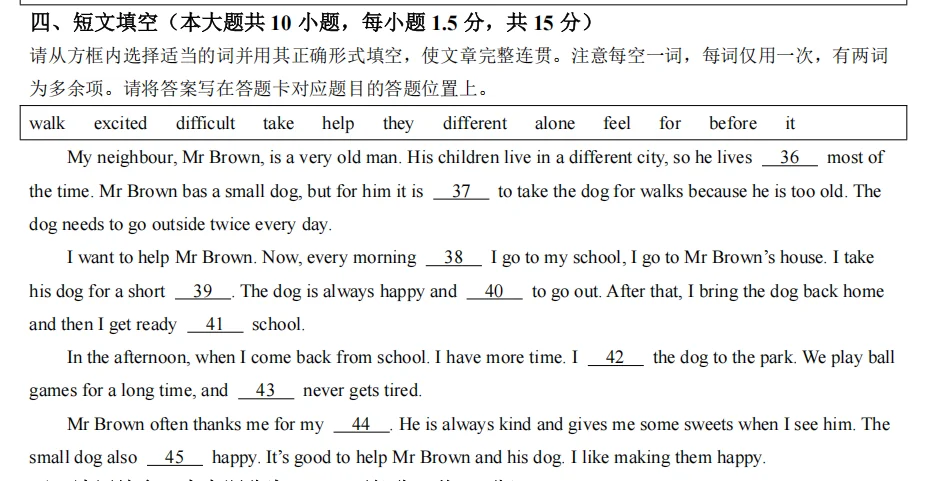 四、短文填空（本大题共 10 小题，每小题 1.5 分，共 15 分）
请从方框内选择适当的词并用其正确形式填空，使文章完整连贯。注意每空一词，每词仅用一次，有两词
为多余项。请将答案写在答题卡对应题目的答题位置上。
walk excited difficult take help they different alone feel for before it
My neighbour, Mr Brown, is a very old man. His children live in a different city, so he lives 36 most of
the time. Mr Brown bas a small dog, but for him it is 37 to take the dog for walks because he is too old. The
dog needs to go outside twice every day.
I want to help Mr Brown. Now, every morning 38 I go to my school, I go to Mr Brown's house. I take
his dog for a short 39 . The dog is always happy and 40 to go out. After that, I bring the dog back home
and then I get ready 41 school.
In the afternoon, when I come back from school. I have more time. I 42 the dog to the park. We play ball
games for a long time, and 43 never gets tired.
Mr Brown often thanks me for my 44 . He is always kind and gives me some sweets when I see him. The
small dog also 45 happy. It's good to help Mr Brown and his dog. I like making them happy.